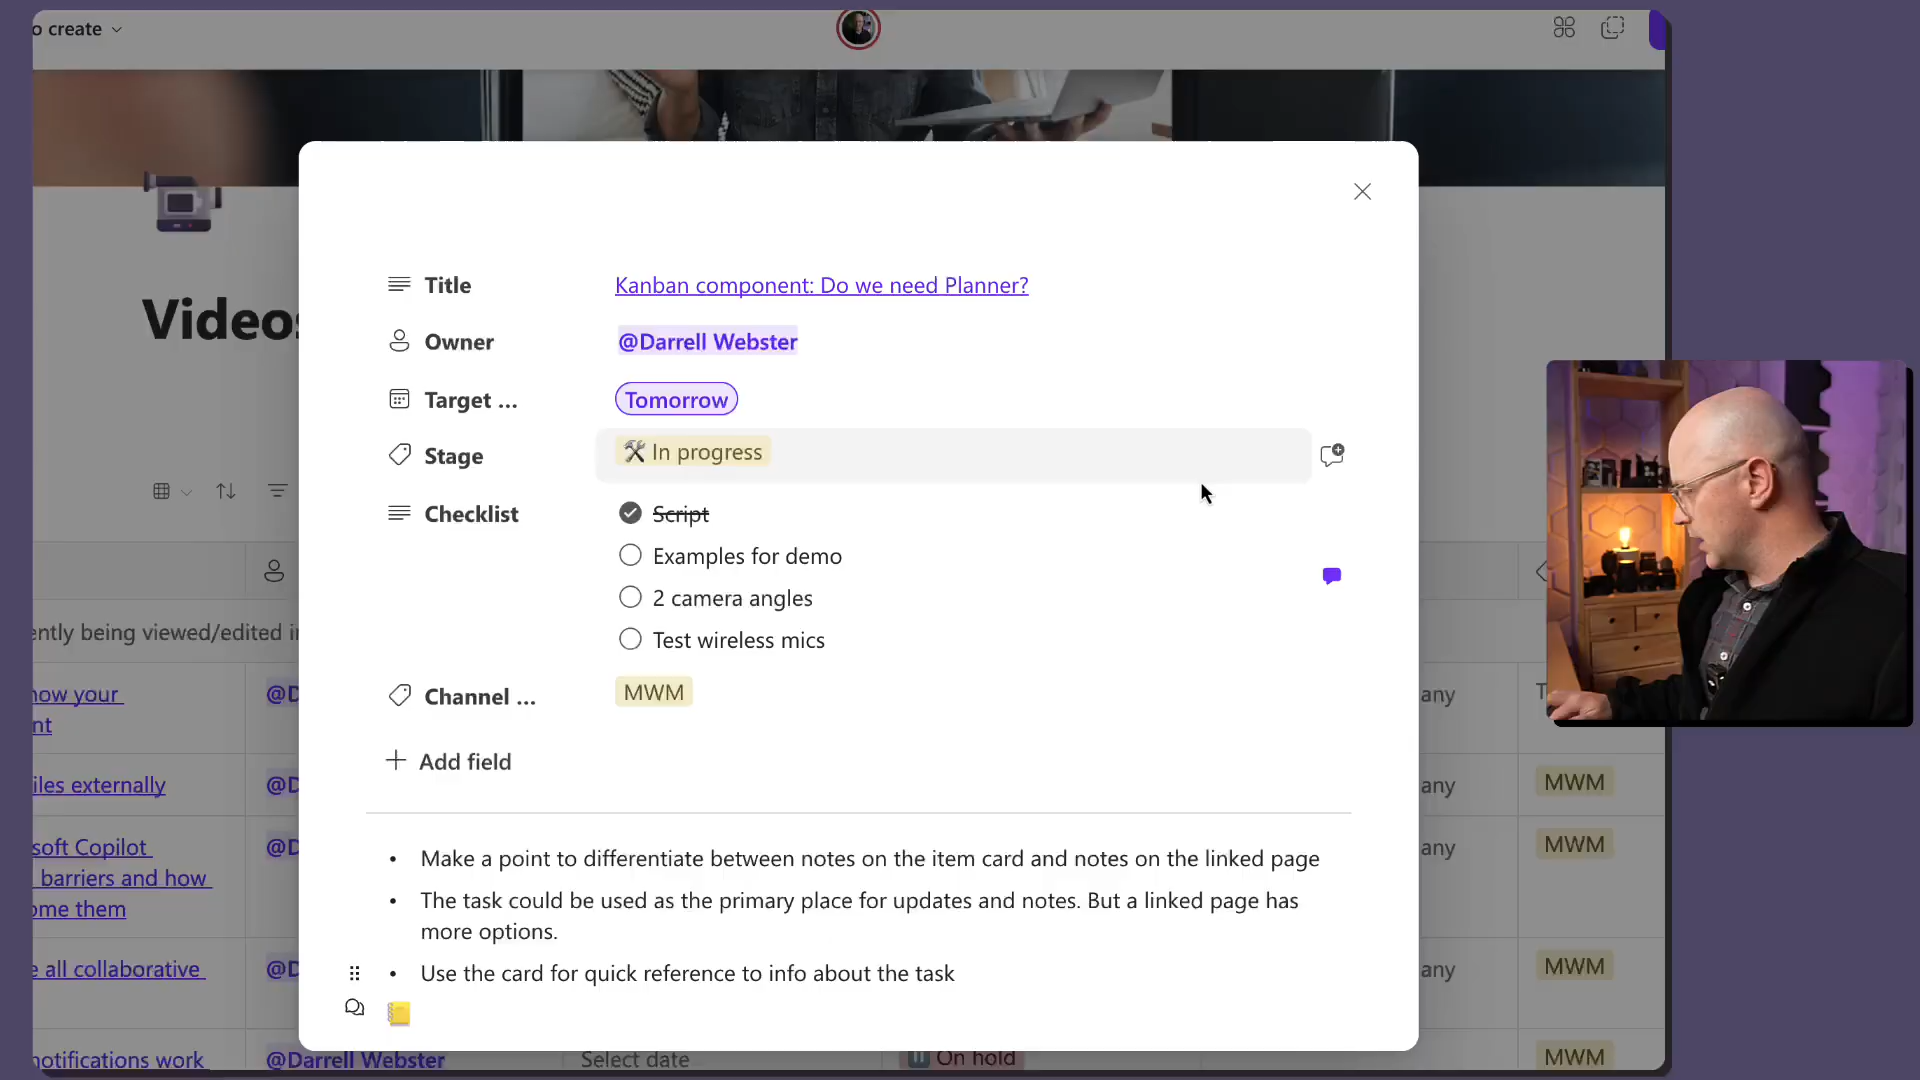 o create
Videos
Title
Kanban component: Do we need Planner?
Owner
@Darrell Webster
Target ...
Tomorrow
Stage
In progress
Checklist
Script
Examples for demo
2 camera angles
Test wireless mics
Channel ...
MWM
Add field
• Make a point to differentiate between notes on the item card and notes on the linked page
• The task could be used as the primary place for updates and notes. But a linked page has
more options.
• Use the card for quick reference to info about the task
ently being viewed/edited i
now your
nt
@D
any
T
iles externally
@D
any
MWM
soft Copilot
barriers and how
ome them
@D
any
MWM
e all collaborative
@D
any
MWM
notifications work
@Darrell Webster
Select date
On hold
MWM